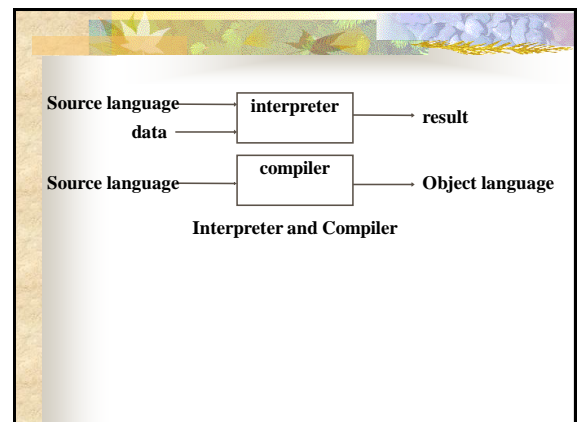 Source language
interpreter
result
data
compiler
Source language
Object language
Interpreter and Compiler